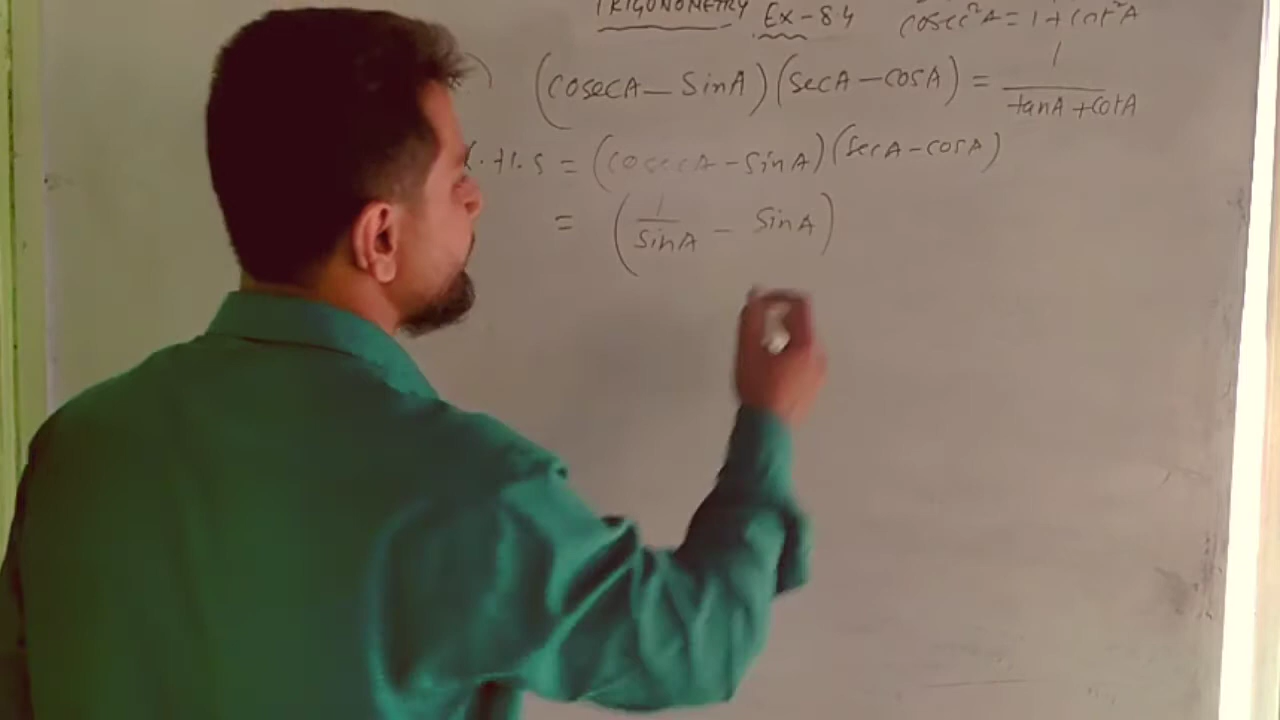 TRIGONOMETRY Ex-8.4 cosec²A = 1 + cot²A
) (cosecA - sinA) (secA - cosA) = 1 / tanA + cotA
.H.S = (cosecA - sinA) (secA - cosA)
= (1/sinA - sinA)